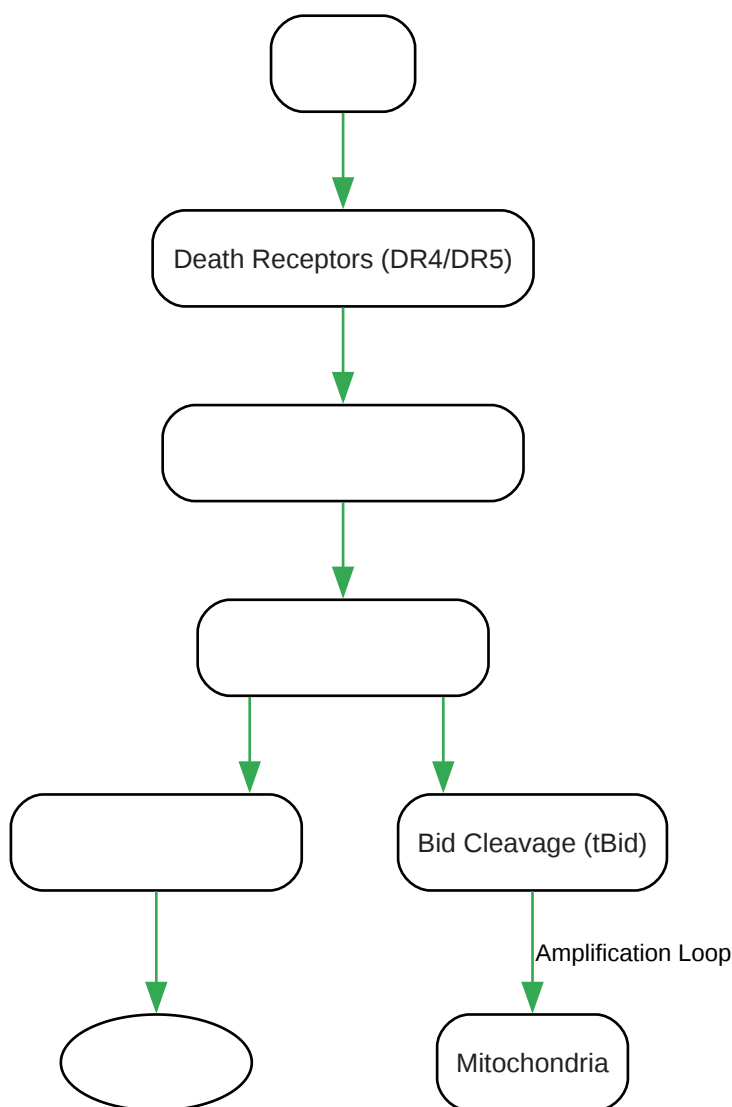 Death Receptors (DR4/DR5)
Bid Cleavage (tBid)
Amplification Loop
Mitochondria